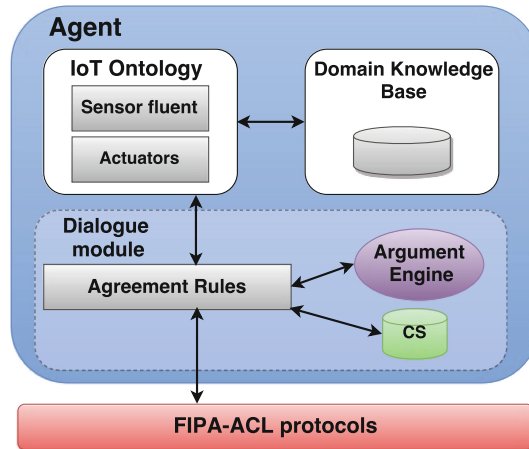 Agent
IoT Ontology
Sensor fluent
Actuators
Domain Knowledge
Base
Dialogue
module
Agreement Rules
Argument
Engine
CS
FIPA-ACL protocols